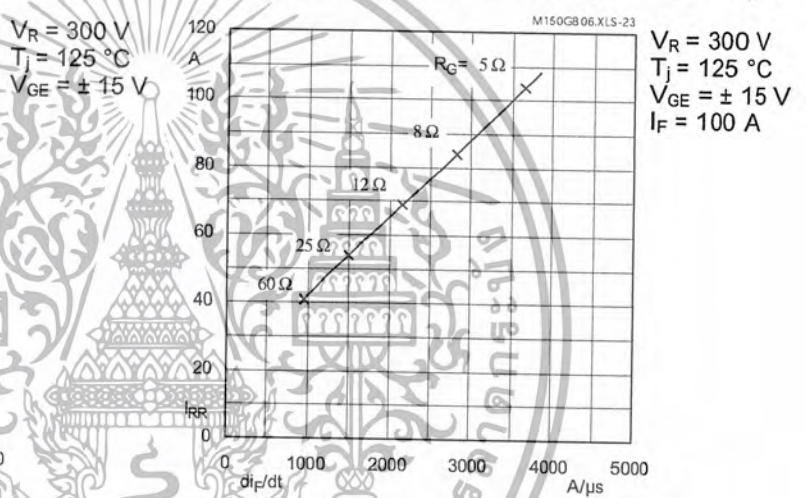 V_R = 300 V
T_j = 125 °C
V_GE = ± 15 V
M150GB06.XLS-23
V_R = 300 V
T_j = 125 °C
V_GE = ± 15 V
I_F = 100 A
120
A
100
80
60
40
20
I_RR
0
R_G= 5 Ω
8 Ω
12 Ω
25 Ω
60 Ω
0
0 1000 2000 3000 4000 5000
di_F/dt A/µs